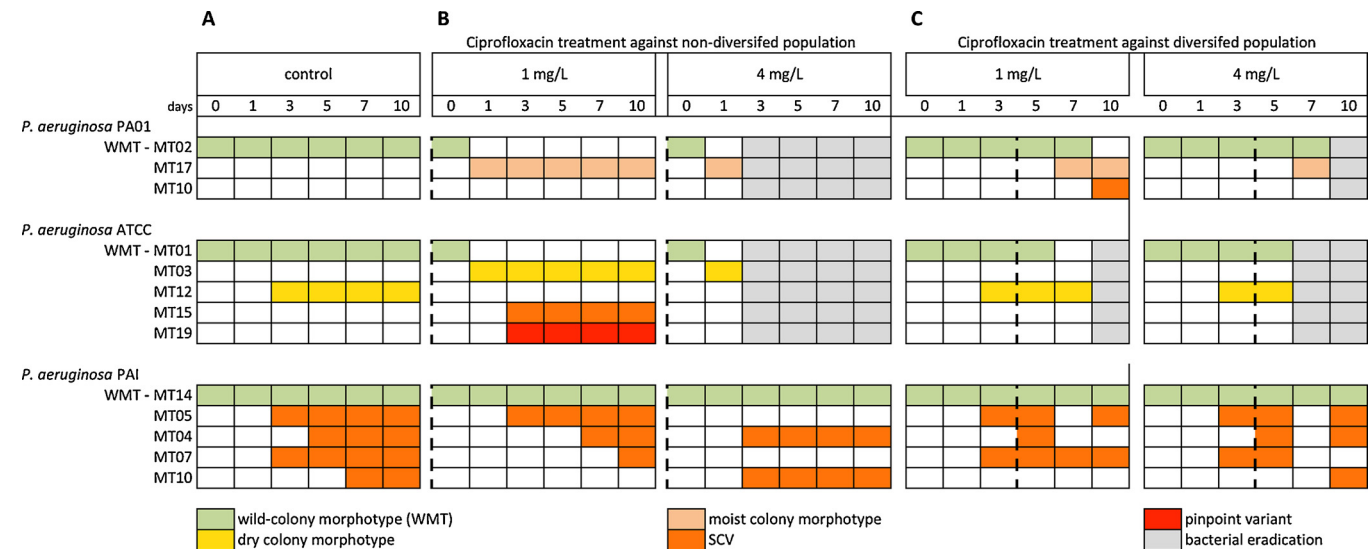 A B C
Ciprofloxacin treatment against non-diversifed population Ciprofloxacin treatment against diversifed population
control 1 mg/L 4 mg/L 1 mg/L 4 mg/L
days 0 1 3 5 7 10 0 1 3 5 7 10 0 1 3 5 7 10 0 1 3 5 7 10 0 1 3 5 7 10
P. aeruginosa PA01
WMT - MT02
MT17
MT10
P. aeruginosa ATCC
WMT - MT01
MT03
MT12
MT15
MT19
P. aeruginosa PAI
WMT - MT14
MT05
MT04
MT07
MT10
wild-colony morphotype (WMT) moist colony morphotype pinpoint variant
dry colony morphotype SCV bacterial eradication